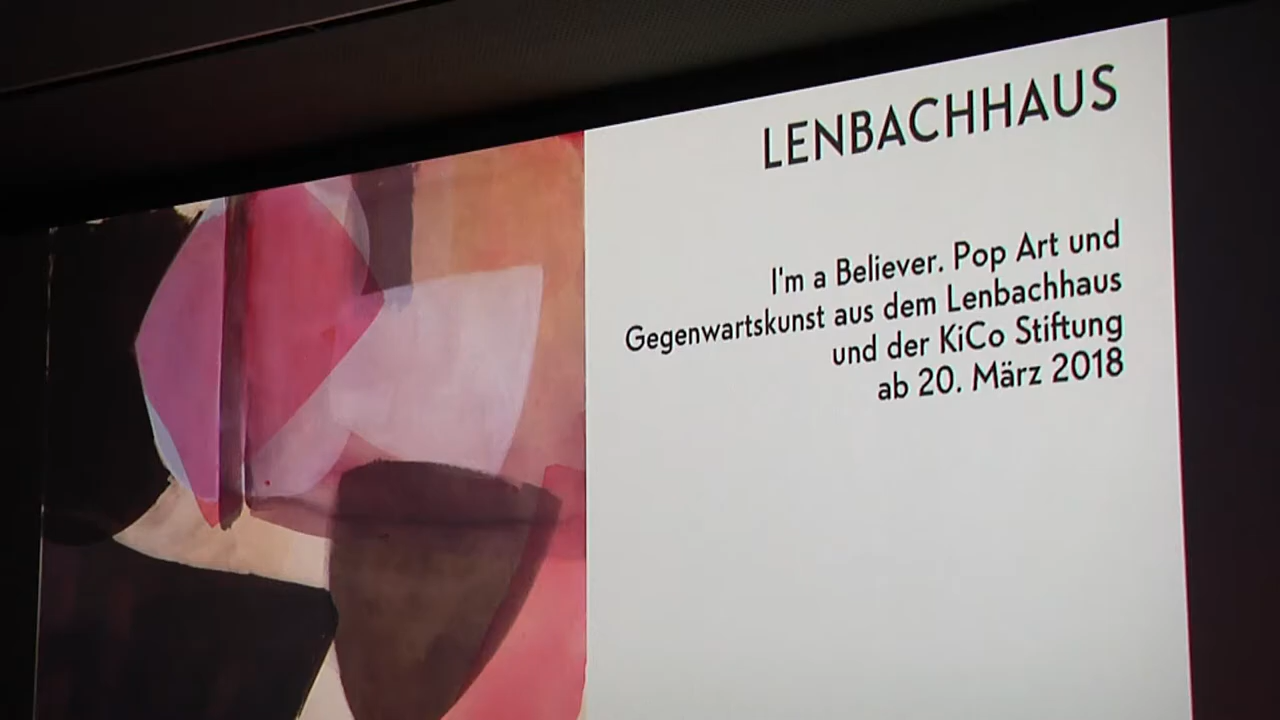 LENBACHHAUS
I'm a Believer. Pop Art und
Gegenwartskunst aus dem Lenbachhaus
und der KiCo Stiftung
ab 20. März 2018